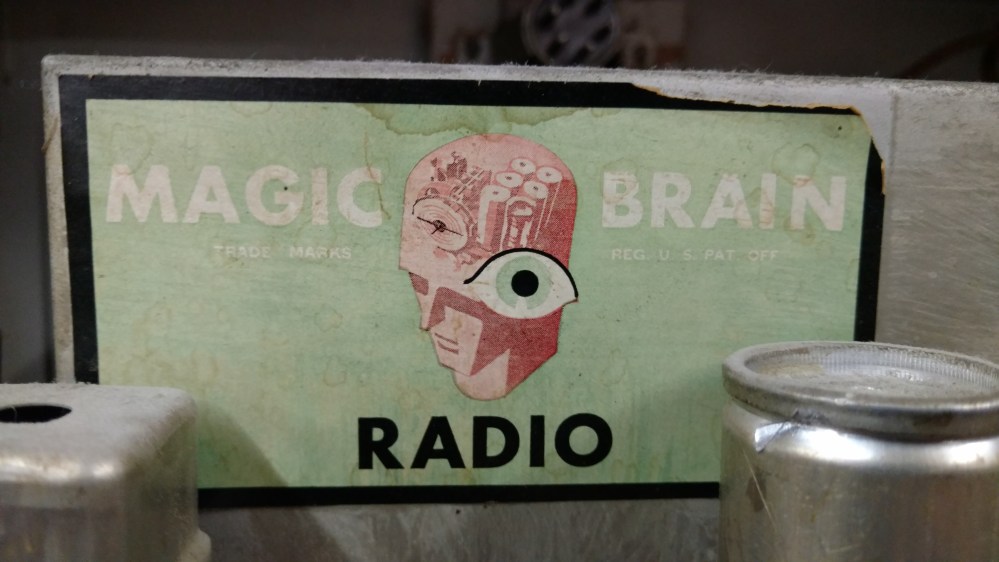 MAGIC BRAIN
TRADE MARKS REG. U. S. PAT. OFF.
RADIO